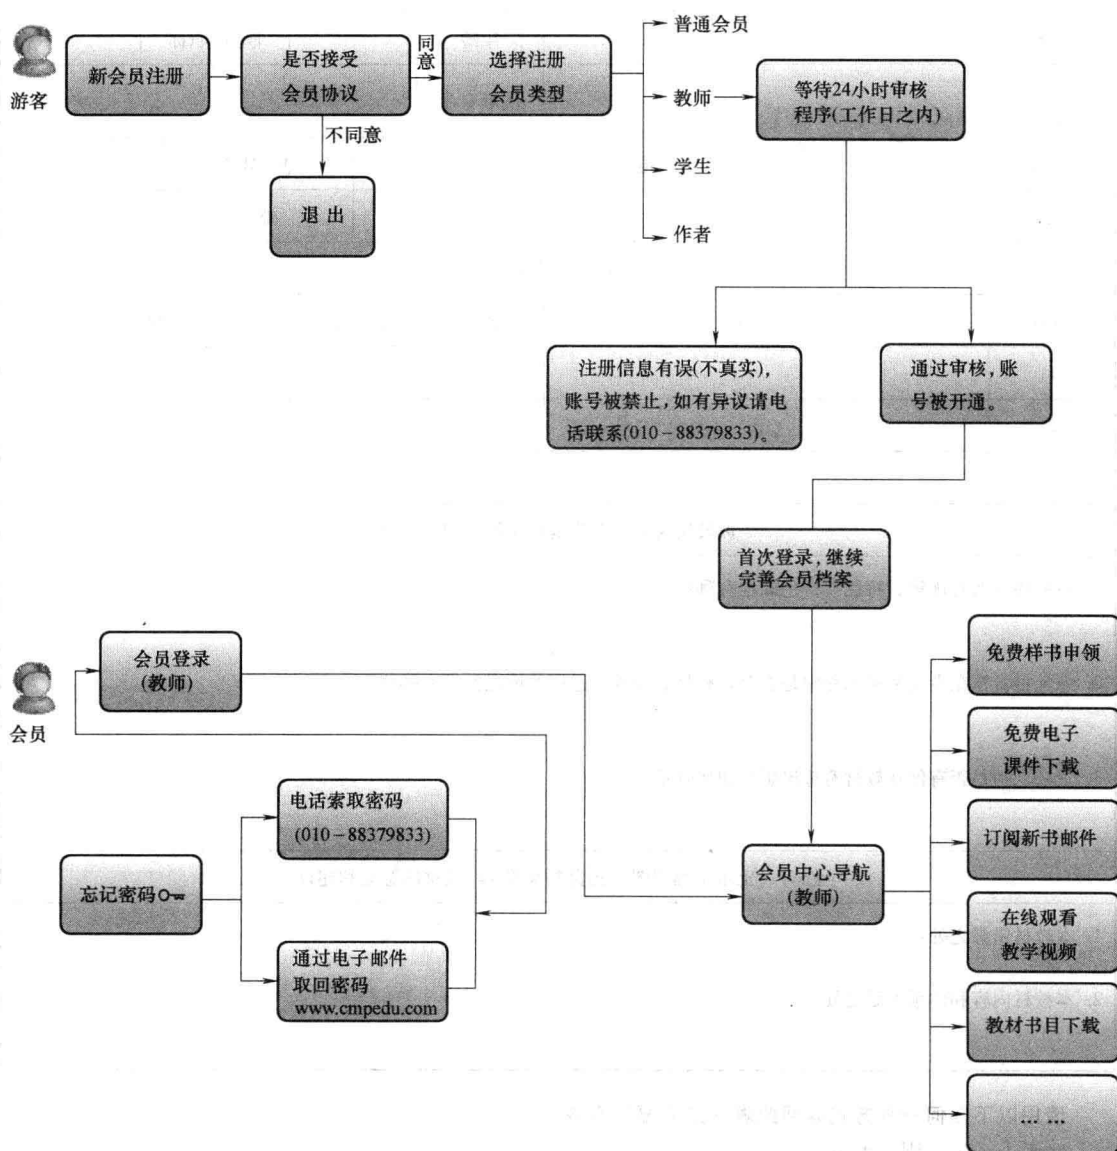 游客
新会员注册
是否接受
会员协议
同意
不同意
退 出
选择注册
会员类型
普通会员
教师
学生
作者
等待24小时审核
程序(工作日之内)
注册信息有误(不真实),
账号被禁止,如有异议请电
话联系(010-88379833)。
通过审核,账
号被开通。
首次登录,继续
完善会员档案
会员
会员登录
(教师)
忘记密码
电话索取密码
(010-88379833)
通过电子邮件
取回密码
www.cmpedu.com
会员中心导航
(教师)
免费样书申领
免费电子
课件下载
订阅新书邮件
在线观看
教学视频
教材书目下载
… …